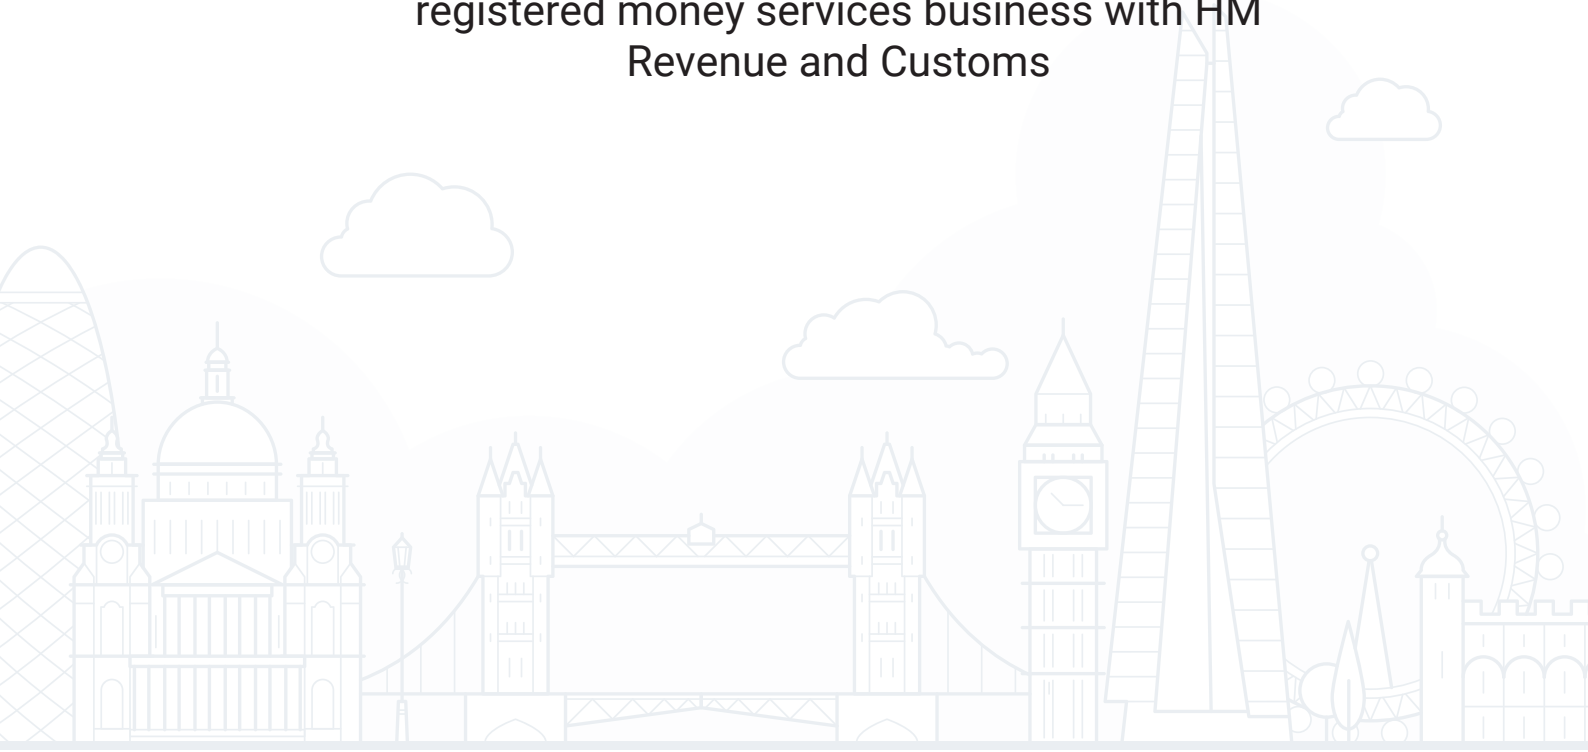 registered money services business with HM
Revenue and Customs